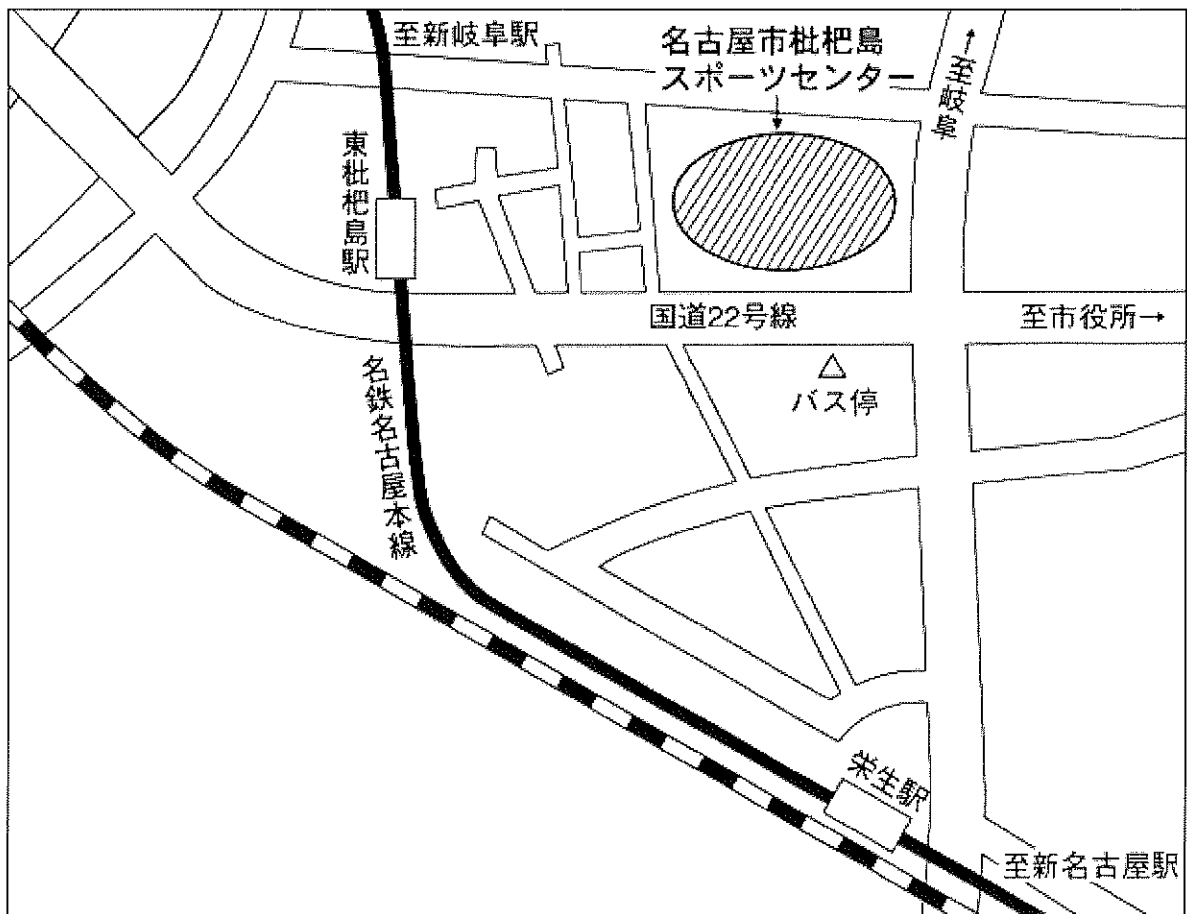 至新岐阜駅
名古屋市枇杷島
スポーツセンター
↑至岐阜
東枇杷島駅
国道22号線
至市役所→
バス停
名鉄名古屋本線
栄生駅
至新名古屋駅